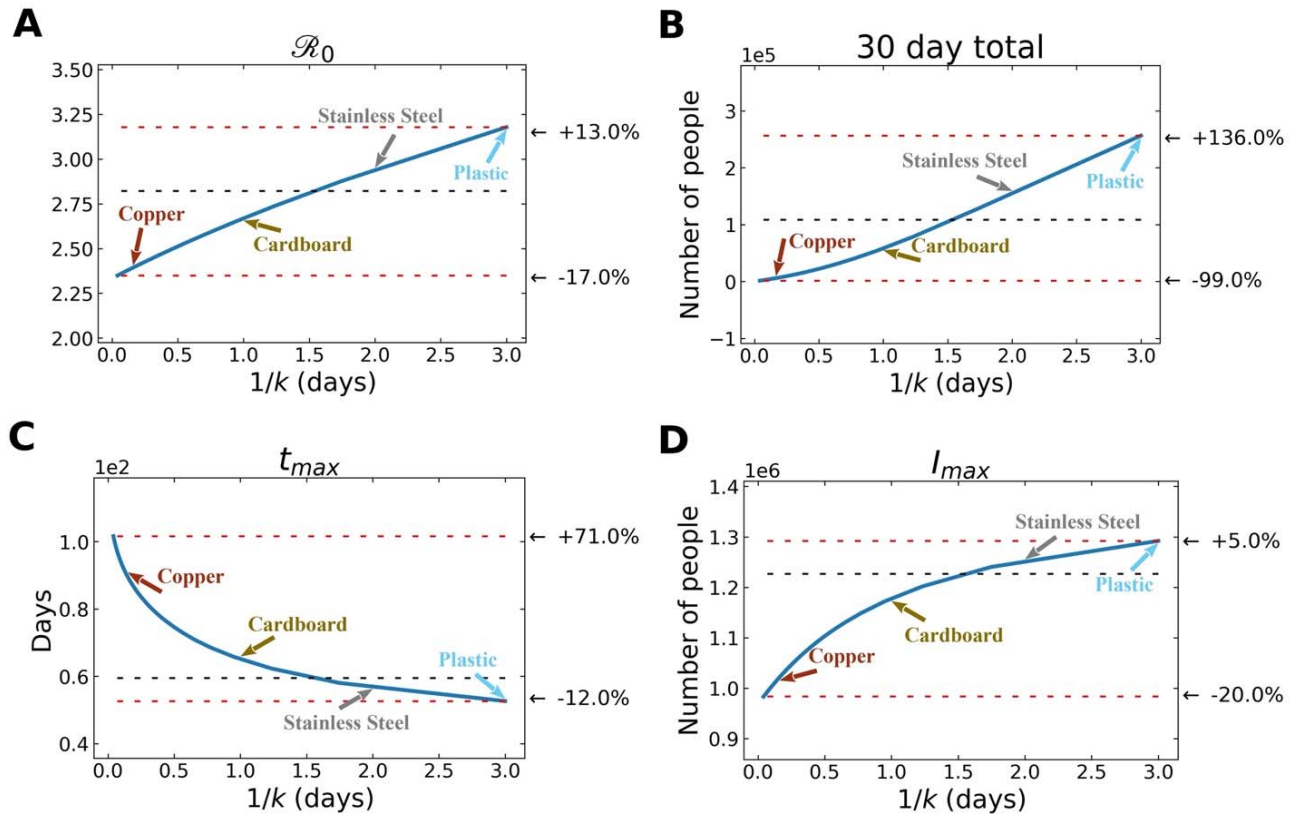 A
ℛ0
3.50
3.25
3.00
2.75
2.50
2.25
2.00
Stainless Steel
← +13.0%
Plastic
Copper
Cardboard
← -17.0%
0.0 0.5 1.0 1.5 2.0 2.5 3.0
1/k (days)
B
30 day total
1e5
Number of people
3
2
1
0
−1
← +136.0%
Stainless Steel
Plastic
Copper
Cardboard
← -99.0%
0.0 0.5 1.0 1.5 2.0 2.5 3.0
1/k (days)
C
tmax
1e2
Days
1.0
0.8
0.6
0.4
← +71.0%
Copper
Cardboard
Plastic
← -12.0%
Stainless Steel
0.0 0.5 1.0 1.5 2.0 2.5 3.0
1/k (days)
D
Imax
1e6
Number of people
1.4
1.3
1.2
1.1
1.0
0.9
Stainless Steel
← +5.0%
Plastic
Cardboard
Copper
← -20.0%
0.0 0.5 1.0 1.5 2.0 2.5 3.0
1/k (days)